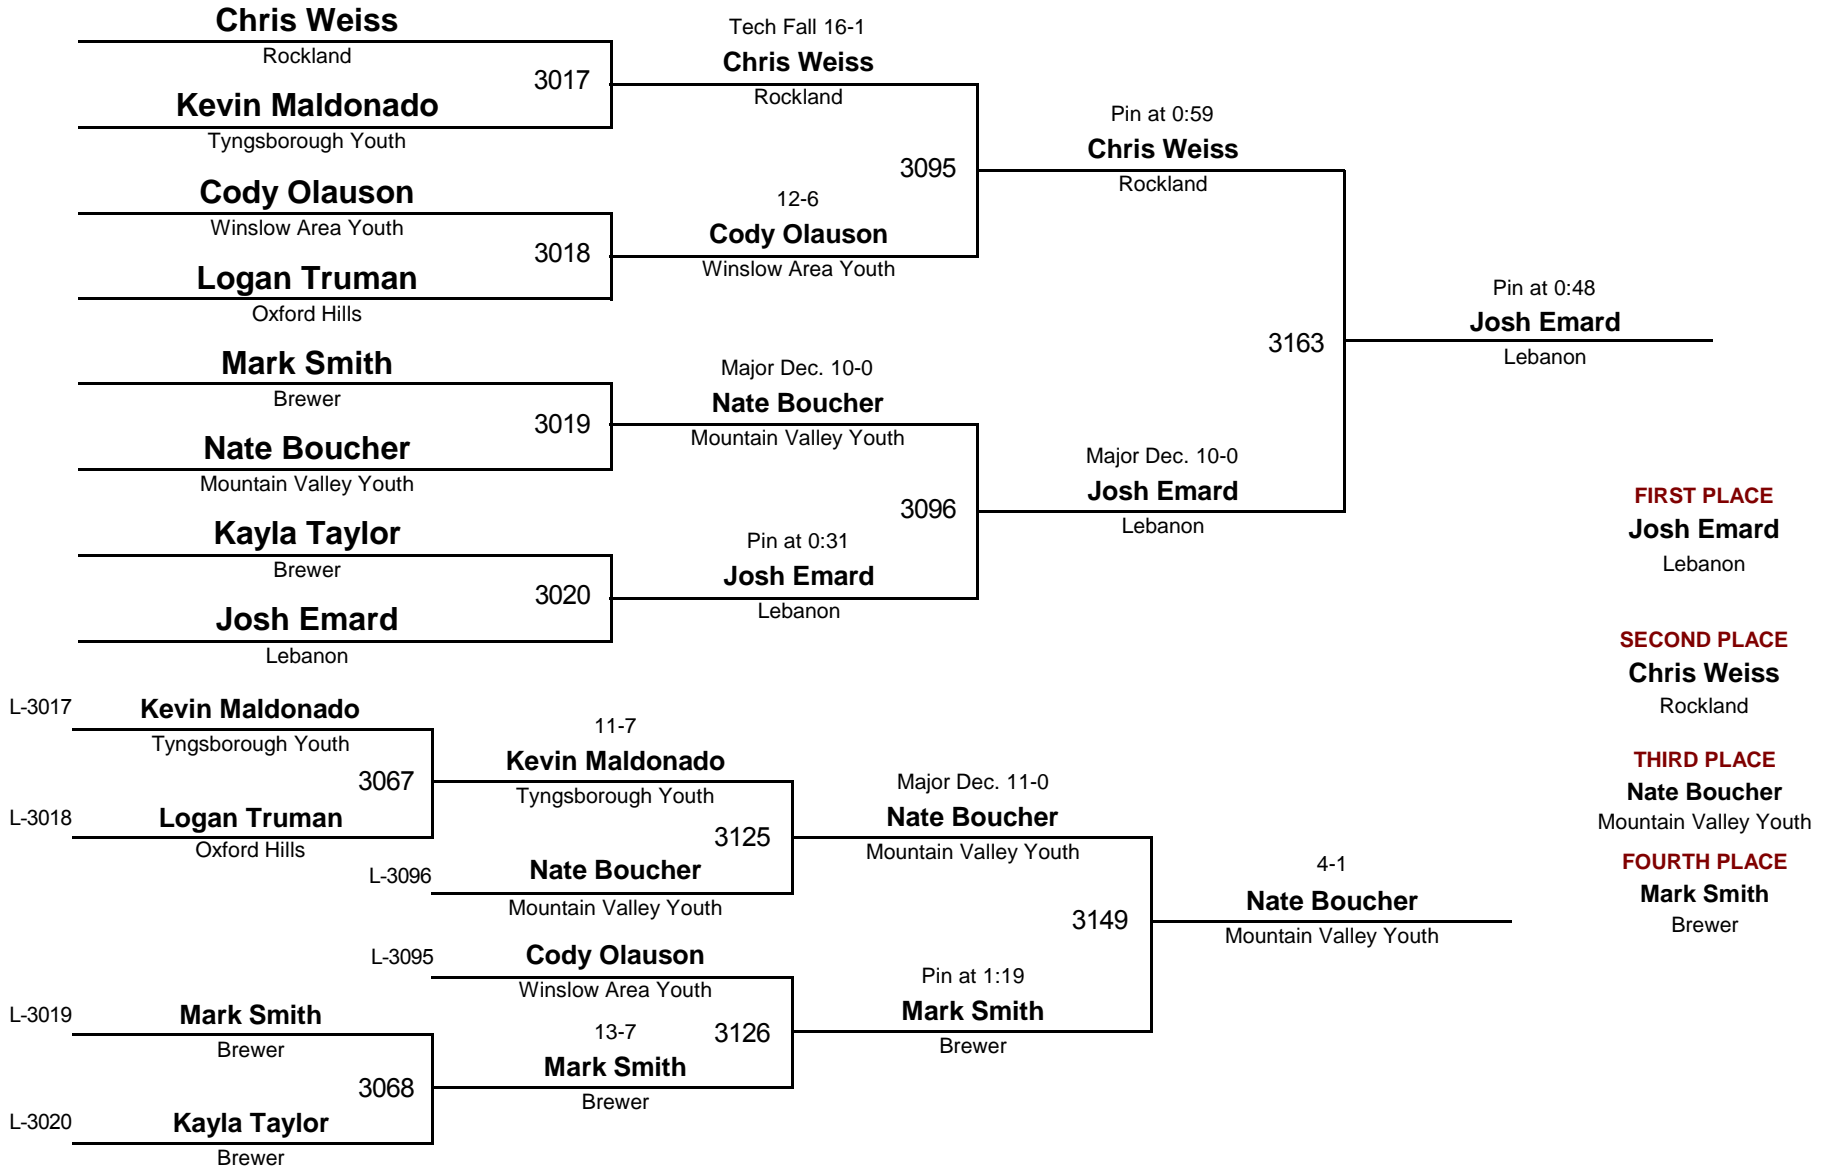 Chris Weiss
Rockland
3017
Kevin Maldonado
Tyngsborough Youth
Tech Fall 16-1
Chris Weiss
Rockland
Cody Olauson
Winslow Area Youth
3018
Logan Truman
Oxford Hills
12-6
Cody Olauson
Winslow Area Youth
3095
Pin at 0:59
Chris Weiss
Rockland
Mark Smith
Brewer
3019
Nate Boucher
Mountain Valley Youth
Major Dec. 10-0
Nate Boucher
Mountain Valley Youth
Kayla Taylor
Brewer
3020
Josh Emard
Lebanon
Pin at 0:31
Josh Emard
Lebanon
3096
Major Dec. 10-0
Josh Emard
Lebanon
3163
Pin at 0:48
Josh Emard
Lebanon
FIRST PLACE
Josh Emard
Lebanon
SECOND PLACE
Chris Weiss
Rockland
THIRD PLACE
Nate Boucher
Mountain Valley Youth
FOURTH PLACE
Mark Smith
Brewer
L-3017
Kevin Maldonado
Tyngsborough Youth
3067
L-3018
Logan Truman
Oxford Hills
11-7
Kevin Maldonado
Tyngsborough Youth
3125
L-3096
Nate Boucher
Mountain Valley Youth
Major Dec. 11-0
Nate Boucher
Mountain Valley Youth
L-3095
Cody Olauson
Winslow Area Youth
3126
L-3019
Mark Smith
Brewer
3068
L-3020
Kayla Taylor
Brewer
13-7
Mark Smith
Brewer
Pin at 1:19
Mark Smith
Brewer
3149
4-1
Nate Boucher
Mountain Valley Youth